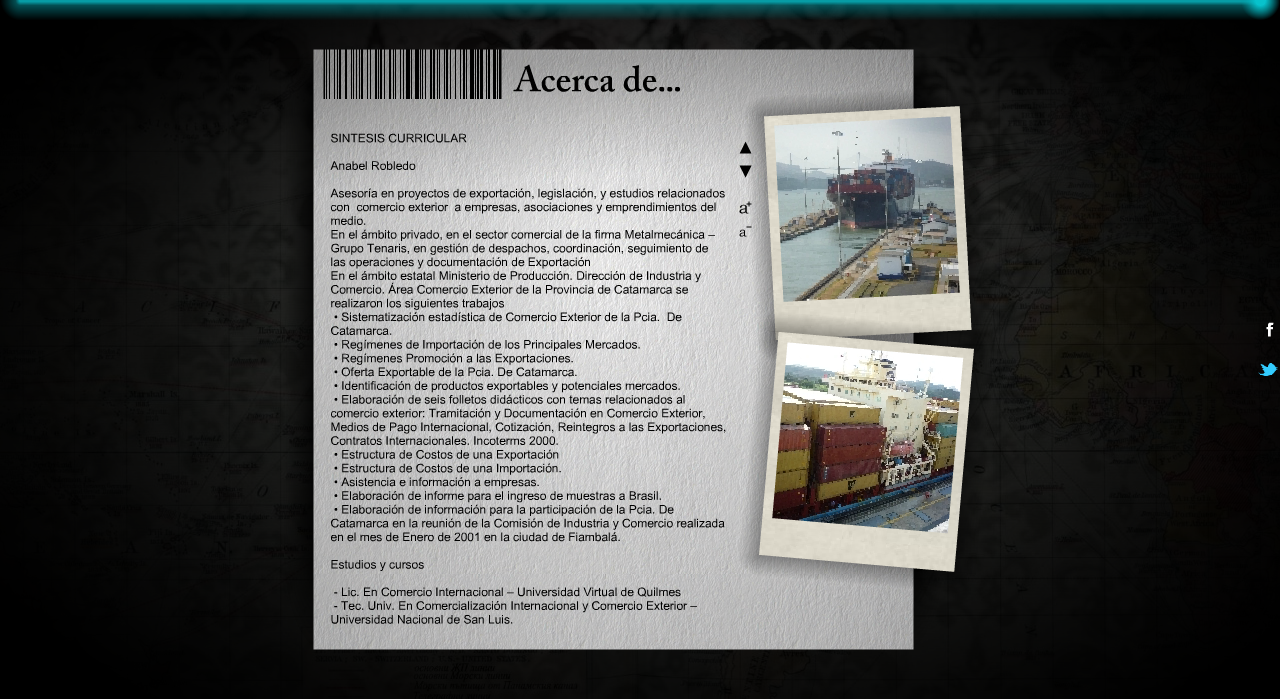 Acerca de...
SINTESIS CURRICULAR
Anabel Robledo
Asesoría en proyectos de exportación, legislación, y estudios relacionados
con comercio exterior a empresas, asociaciones y emprendimientos del
medio.
En el ámbito privado, en el sector comercial de la firma Metalmecánica –
Grupo Tenaris, en gestión de despachos, coordinación, seguimiento de
las operaciones y documentación de Exportación
En el ámbito estatal Ministerio de Producción. Dirección de Industria y
Comercio. Área Comercio Exterior de la Provincia de Catamarca se
realizaron los siguientes trabajos
• Sistematización estadística de Comercio Exterior de la Pcia. De
Catamarca.
• Regímenes de Importación de los Principales Mercados.
• Regímenes Promoción a las Exportaciones.
• Oferta Exportable de la Pcia. De Catamarca.
• Identificación de productos exportables y potenciales mercados.
• Elaboración de seis folletos didácticos con temas relacionados al
comercio exterior: Tramitación y Documentación en Comercio Exterior,
Medios de Pago Internacional, Cotización, Reintegros a las Exportaciones,
Contratos Internacionales. Incoterms 2000.
• Estructura de Costos de una Exportación
• Estructura de Costos de una Importación.
• Asistencia e información a empresas.
• Elaboración de informe para el ingreso de muestras a Brasil.
• Elaboración de información para la participación de la Pcia. De
Catamarca en la reunión de la Comisión de Industria y Comercio realizada
en el mes de Enero de 2001 en la ciudad de Fiambalá.
Estudios y cursos
- Lic. En Comercio Internacional – Universidad Virtual de Quilmes
- Tec. Univ. En Comercialización Internacional y Comercio Exterior –
Universidad Nacional de San Luis.
▲
▼
a+
a-
f